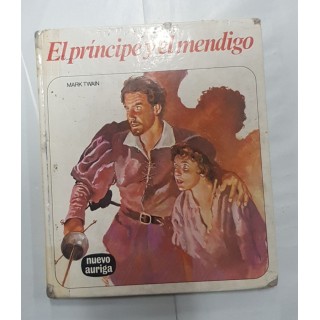 El príncipe y el mendigo
MARK TWAIN
nuevo
auriga